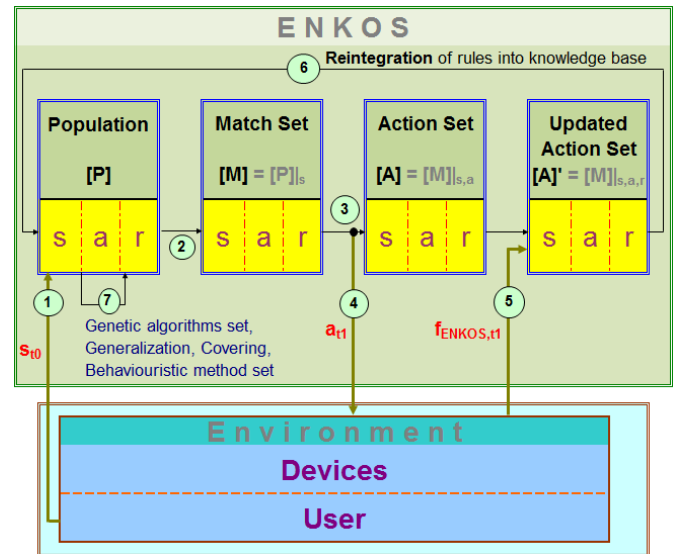 ENKOS
6
Reintegration of rules into knowledge base
Population
[P]
s a r
Match Set
[M] = [P]|s
s a r
Action Set
[A] = [M]|s,a
s a r
Updated
Action Set
[A]' = [M]|s,a,r
s a r
2
3
1
7
4
5
Genetic algorithms set,
Generalization, Covering,
Behaviouristic method set
st0
at1
fENKOS,t1
Environment
Devices
User